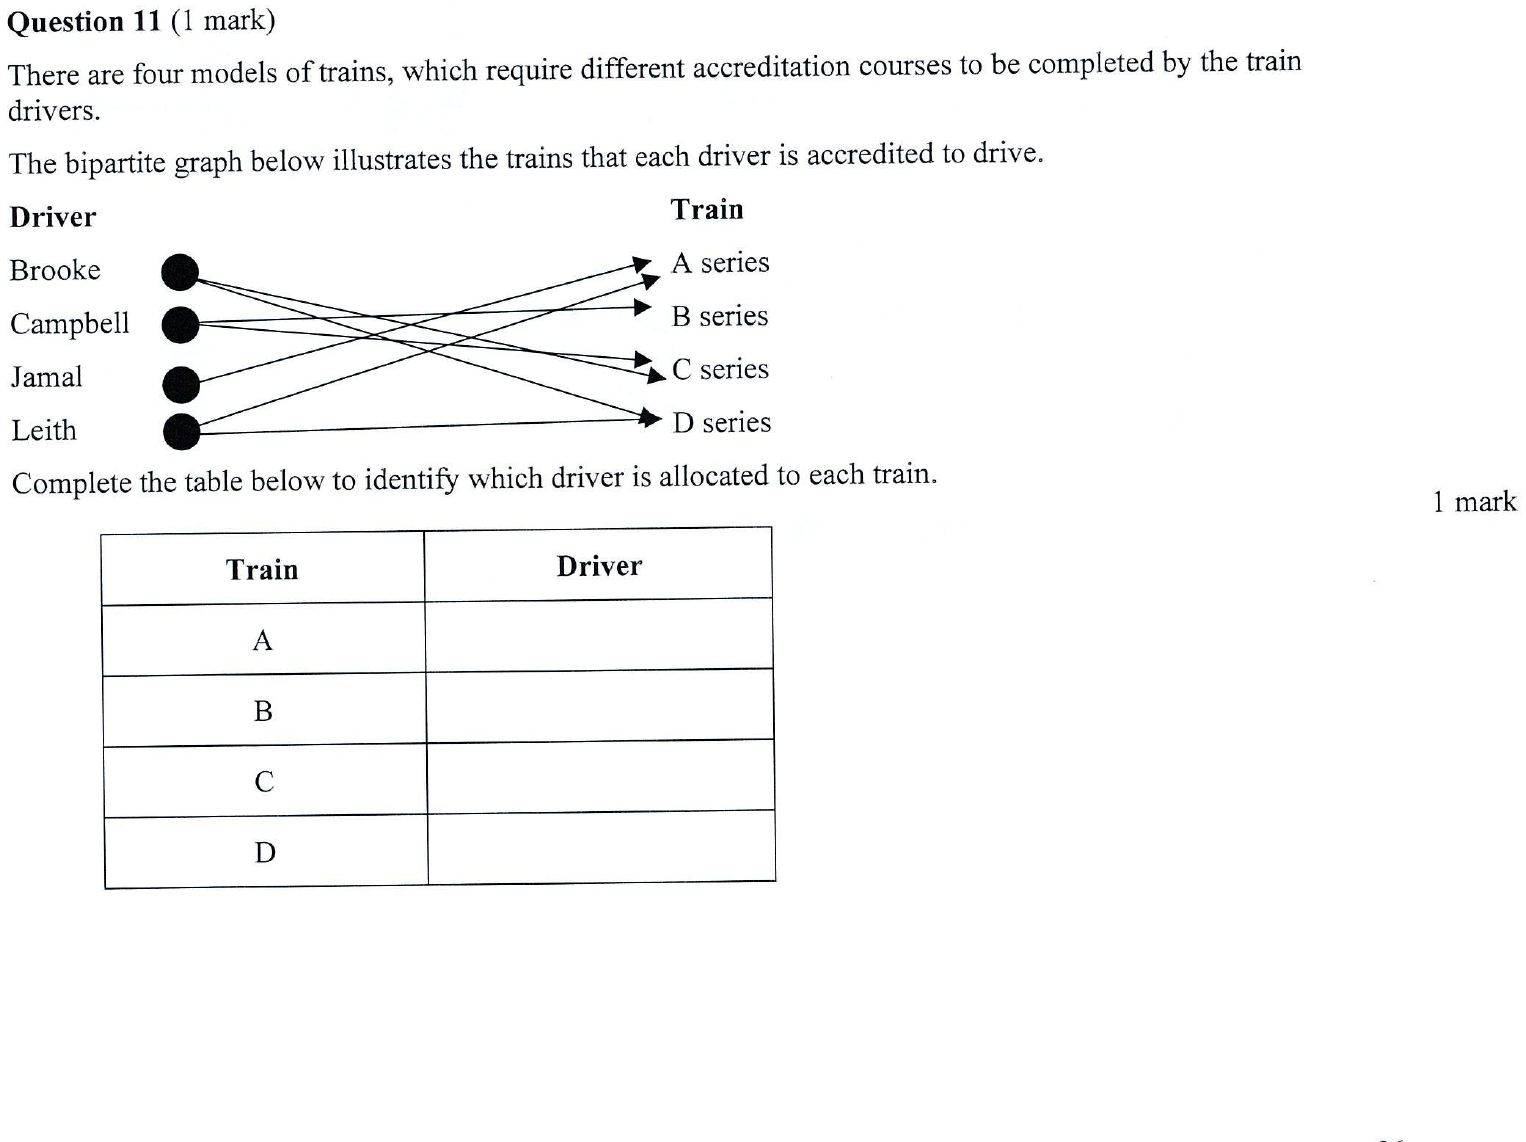 Question 11 (1 mark)
There are four models of trains, which require different accreditation courses to be completed by the train
drivers.
The bipartite graph below illustrates the trains that each driver is accredited to drive.
Driver Train
Brooke A series
Campbell B series
Jamal C series
Leith D series
Complete the table below to identify which driver is allocated to each train.
1 mark
Train Driver
A
B
C
D